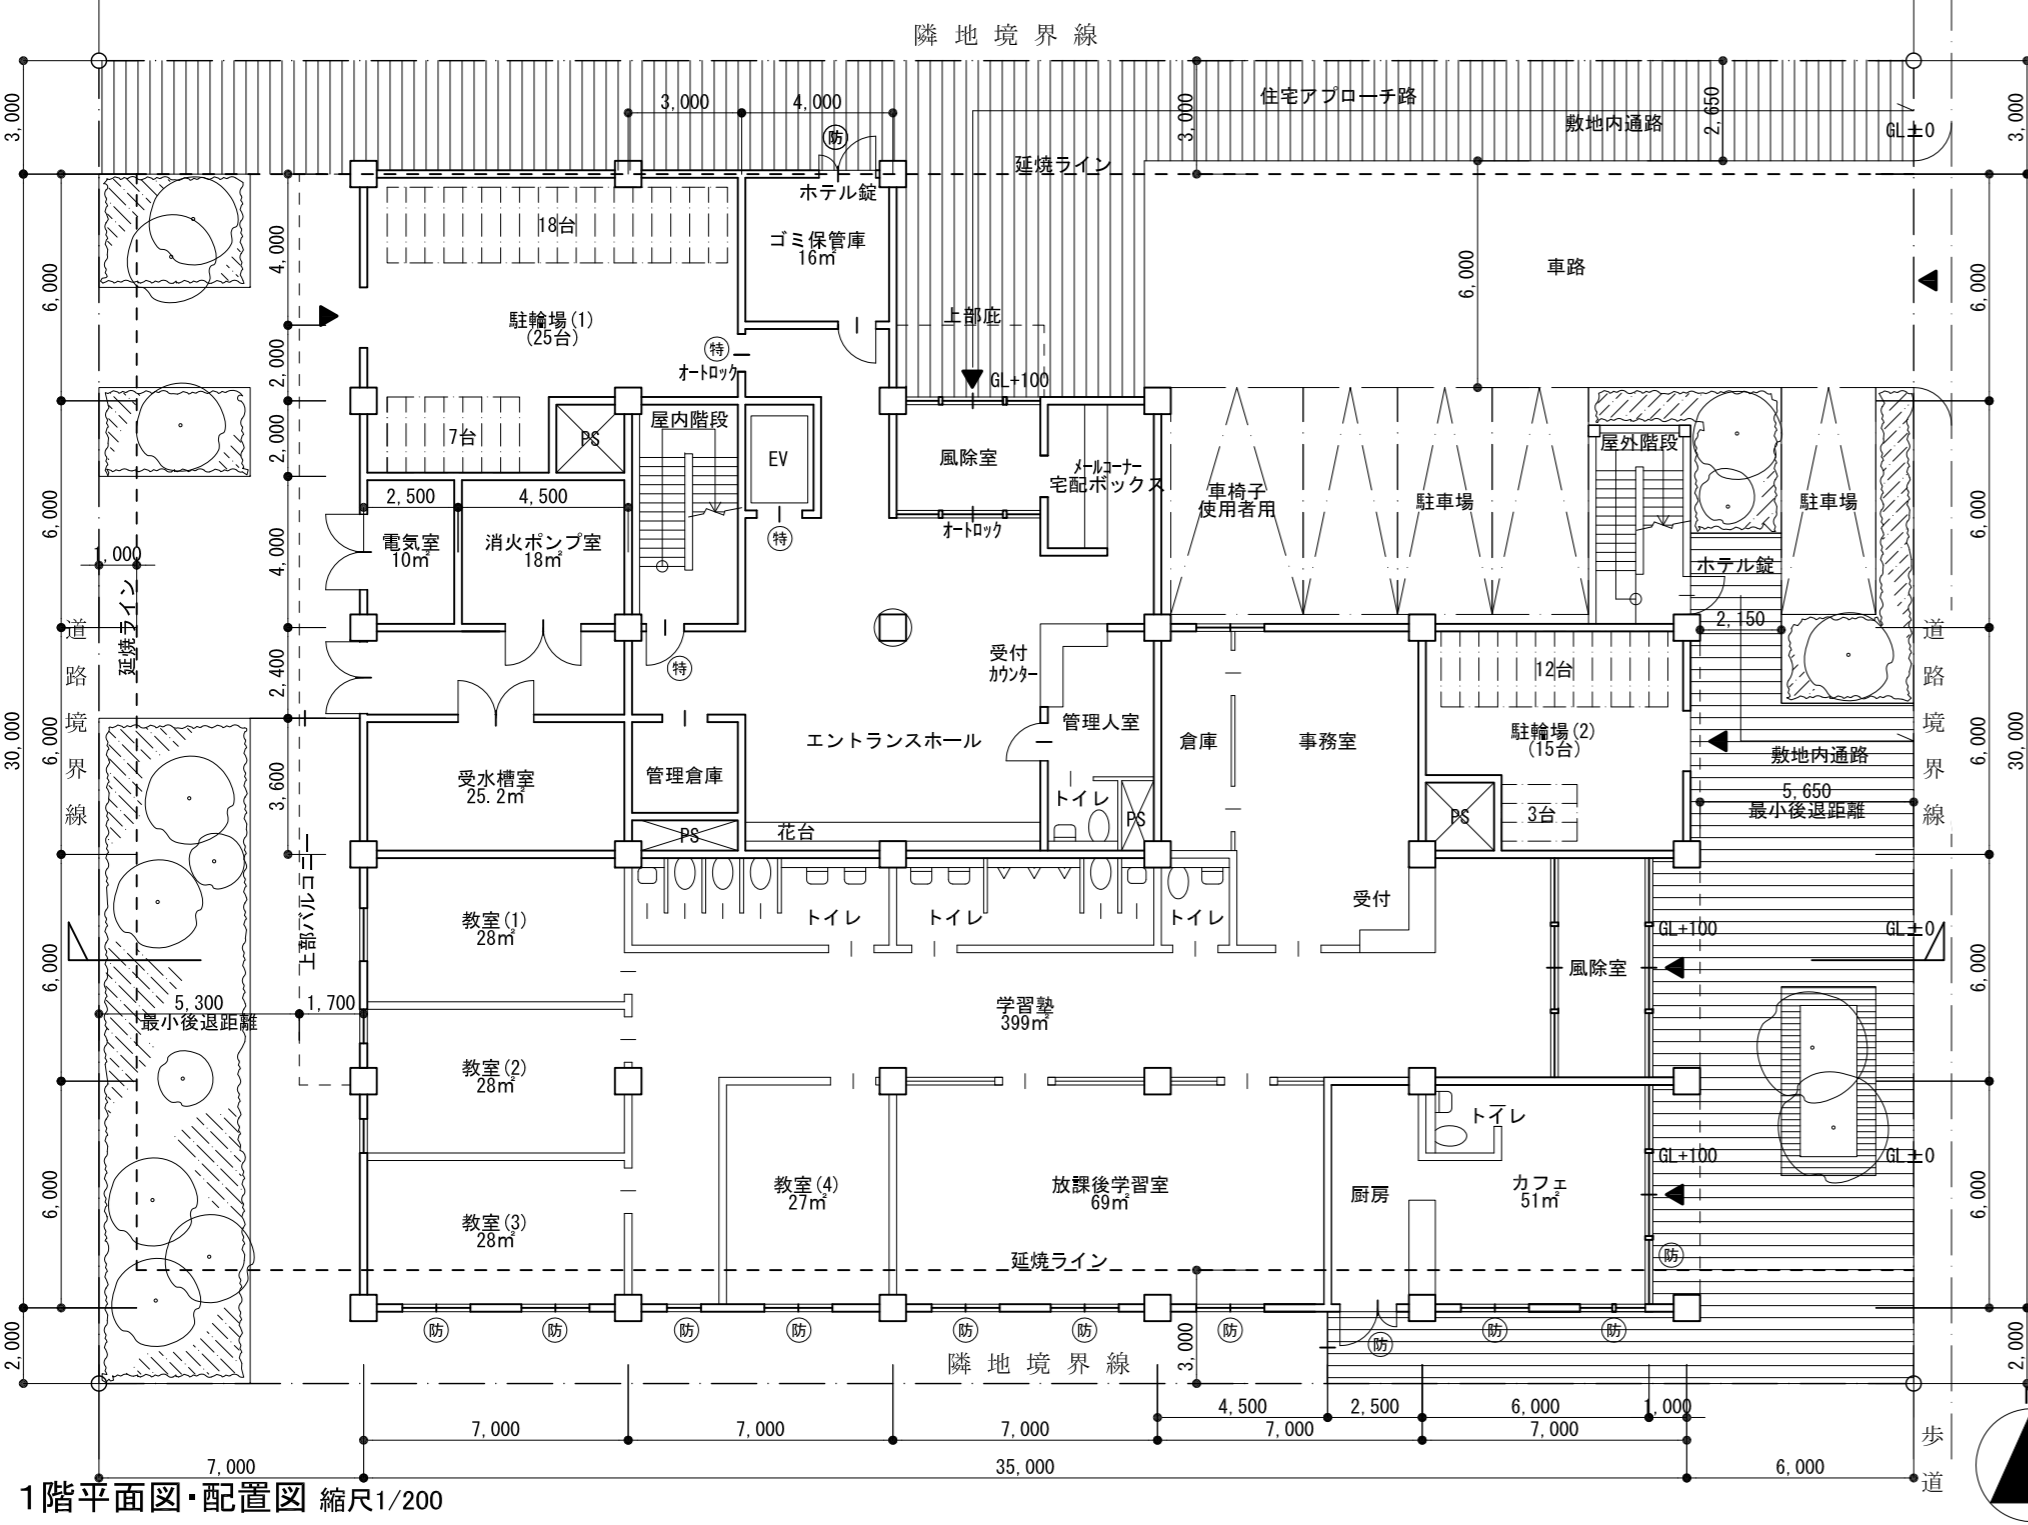 隣地境界線
3,000
3,000
4,000
3,000
住宅アプローチ路
2,650
敷地内通路
GL±0
3,000
防
延焼ライン
ホテル錠
18台
ゴミ保管庫
16㎡
4,000
6,000
車路
6,000
6,000
上部庇
駐輪場(1)
(25台)
特
オートロック
2,000
GL+100
7台
PS
屋内階段
EV
風除室
メールコーナー
宅配ボックス
車椅子
使用者用
駐車場
屋外階段
駐車場
2,000
6,000
6,000
2,500
4,500
オートロック
特
電気室
10㎡
消火ポンプ室
18㎡
4,000
1,000
ホテル錠
2,150
延焼ライン
道路境界線
道路境界線
受付
カウンター
特
12台
2,400
30,000
6,000
エントランスホール
管理人室
倉庫
事務室
駐輪場(2)
(15台)
敷地内通路
6,000
30,000
受水槽室
25.2㎡
管理倉庫
3,600
トイレ
PS
PS
3台
5,650
最小後退距離
PS
花台
上部バルコニー
教室(1)
28㎡
トイレ
トイレ
トイレ
受付
GL+100
GL±0
風除室
6,000
6,000
5,300
最小後退距離
1,700
学習塾
399㎡
教室(2)
28㎡
トイレ
GL+100
GL±0
教室(3)
28㎡
教室(4)
27㎡
放課後学習室
69㎡
厨房
カフェ
51㎡
6,000
6,000
延焼ライン
防
防
防
防
防
防
防
防
防
防
防
2,000
隣地境界線
3,000
2,000
4,500
2,500
6,000
1,000
7,000
7,000
7,000
7,000
7,000
7,000
35,000
6,000
歩道
1階平面図・配置図 縮尺1/200